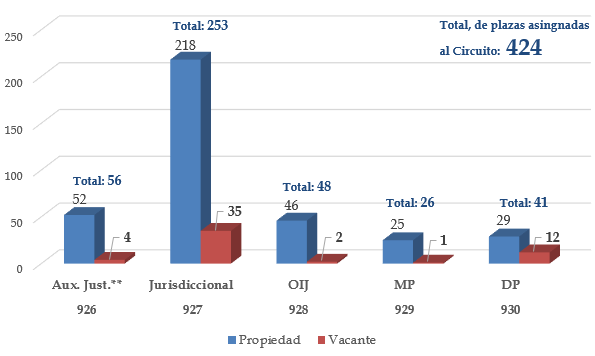 Total, de plazas asingnadas
al Circuito: 424
Total: 253
218
35
Total: 56
52
4
Total: 48
46
2
Total: 26
25
1
Total: 41
29
12
250
200
150
100
50
0
Aux. Just.** Jurisdiccional OIJ MP DP
926 927 928 929 930
Propiedad Vacante